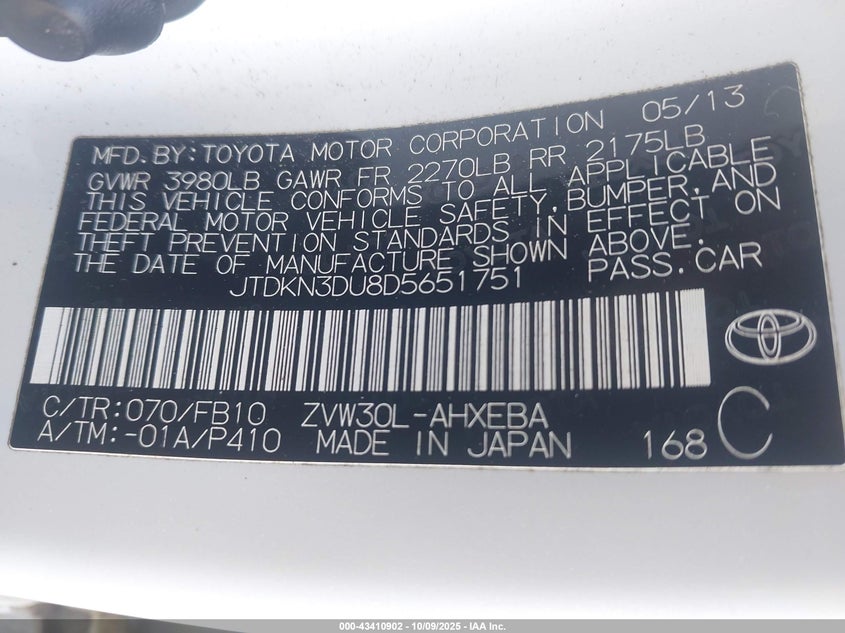 05/13
MFD.BY:TOYOTA MOTOR CORPORATION
GVWR 3980LB GAWR FR 2270LB RR 2175LB
THIS VEHICLE CONFORMS TO ALL APPLICABLE
FEDERAL MOTOR VEHICLE SAFETY,BUMPER,AND
THEFT PREVENTION STANDARDS IN EFFECT ON
THE DATE OF MANUFACTURE SHOWN ABOVE.
JTDKN3DU8D5651751 PASS.CAR
C/TR:070/FB10 ZVW30L-AHXEBA
A/TM:-01A/P410 MADE IN JAPAN 168 C
000-43410902 - 10/09/2025 - IAA Inc.